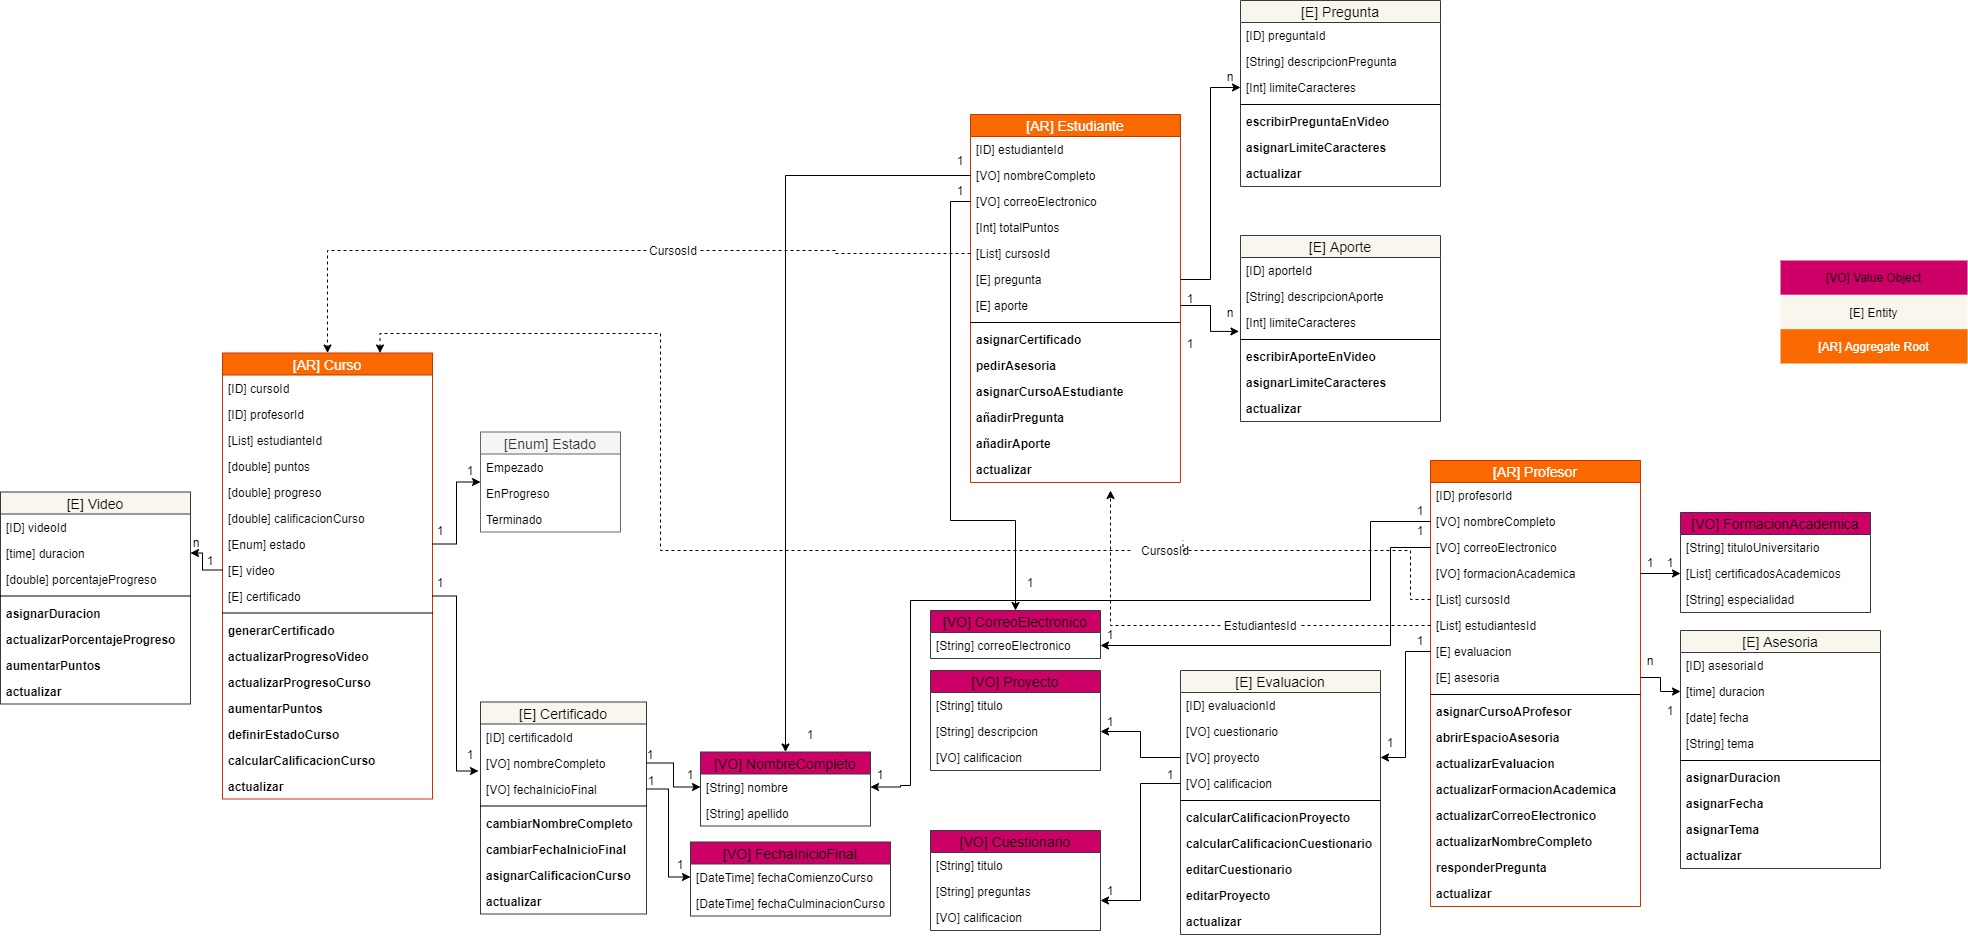 [E] Pregunta
[ID] preguntaId
[String] descripcionPregunta
[Int] limiteCaracteres
escribirPreguntaEnVideo
asignarLimiteCaracteres
actualizar
n
[AR] Estudiante
[ID] estudianteId
[VO] nombreCompleto
[VO] correoElectronico
[Int] totalPuntos
[List] cursosId
[E] pregunta
[E] aporte
asignarCertificado
pedirAsesoria
asignarCursoAEstudiante
añadirPregunta
añadirAporte
actualizar
1
1
1
n
1
[E] Aporte
[ID] aporteId
[String] descripcionAporte
[Int] limiteCaracteres
escribirAporteEnVideo
asignarLimiteCaracteres
actualizar
[VO] Value Object
[E] Entity
[AR] Aggregate Root
CursosId
[AR] Curso
[ID] cursoId
[ID] profesorId
[List] estudianteId
[double] puntos
[double] progreso
[double] calificacionCurso
[Enum] estado
[E] video
[E] certificado
generarCertificado
actualizarProgresoVideo
actualizarProgresoCurso
aumentarPuntos
definirEstadoCurso
calcularCalificacionCurso
actualizar
1
1
[Enum] Estado
Empezado
EnProgreso
Terminado
n
1
[E] Video
[ID] videoId
[time] duracion
[double] porcentajeProgreso
asignarDuracion
actualizarPorcentajeProgreso
aumentarPuntos
actualizar
1
1
[E] Certificado
[ID] certificadoId
[VO] nombreCompleto
[VO] fechaInicioFinal
cambiarNombreCompleto
cambiarFechaInicioFinal
asignarCalificacionCurso
actualizar
1
1
1
1
1
1
[VO] NombreCompleto
[String] nombre
[String] apellido
[VO] FechaInicioFinal
[DateTime] fechaComienzoCurso
[DateTime] fechaCulminacionCurso
CursosId
1
[VO] CorreoElectronico
[String] correoElectronico
1
EstudiantesId
[VO] Proyecto
[String] titulo
[String] descripcion
[VO] calificacion
1
[VO] Cuestionario
[String] titulo
[String] preguntas
[VO] calificacion
1
1
[E] Evaluacion
[ID] evaluacionId
[VO] cuestionario
[VO] proyecto
[VO] calificacion
calcularCalificacionProyecto
calcularCalificacionCuestionario
editarCuestionario
editarProyecto
actualizar
1
1
1
1
[AR] Profesor
[ID] profesorId
[VO] nombreCompleto
[VO] correoElectronico
[VO] formacionAcademica
[List] cursosId
[List] estudiantesId
[E] evaluacion
[E] asesoria
asignarCursoAProfesor
abrirEspacioAsesoria
actualizarEvaluacion
actualizarFormacionAcademica
actualizarCorreoElectronico
actualizarNombreCompleto
responderPregunta
actualizar
1
1
[VO] FormacionAcademica
[String] tituloUniversitario
[List] certificadosAcademicos
[String] especialidad
n
1
[E] Asesoria
[ID] asesoriaId
[time] duracion
[date] fecha
[String] tema
asignarDuracion
asignarFecha
asignarTema
actualizar